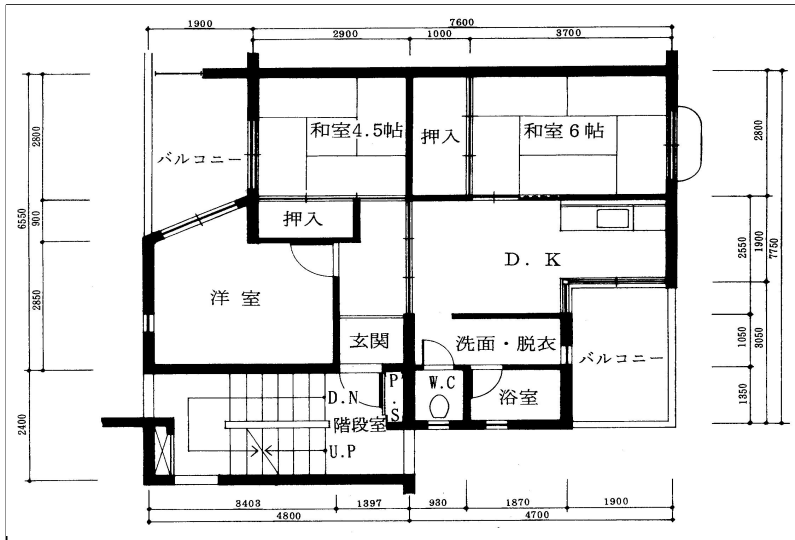 1900
7600
2900
1000
3700
和室4.5帖
押入
和室6帖
バルコニー
押入
D. K
洋室
玄関
洗面・脱衣
バルコニー
W.C
浴室
P.S
D.N
階段室
U.P
2800
900
2850
6550
2400
2800
2550
1900
7750
1050
3050
1350
3403
1397
930
1870
1900
4800
4700